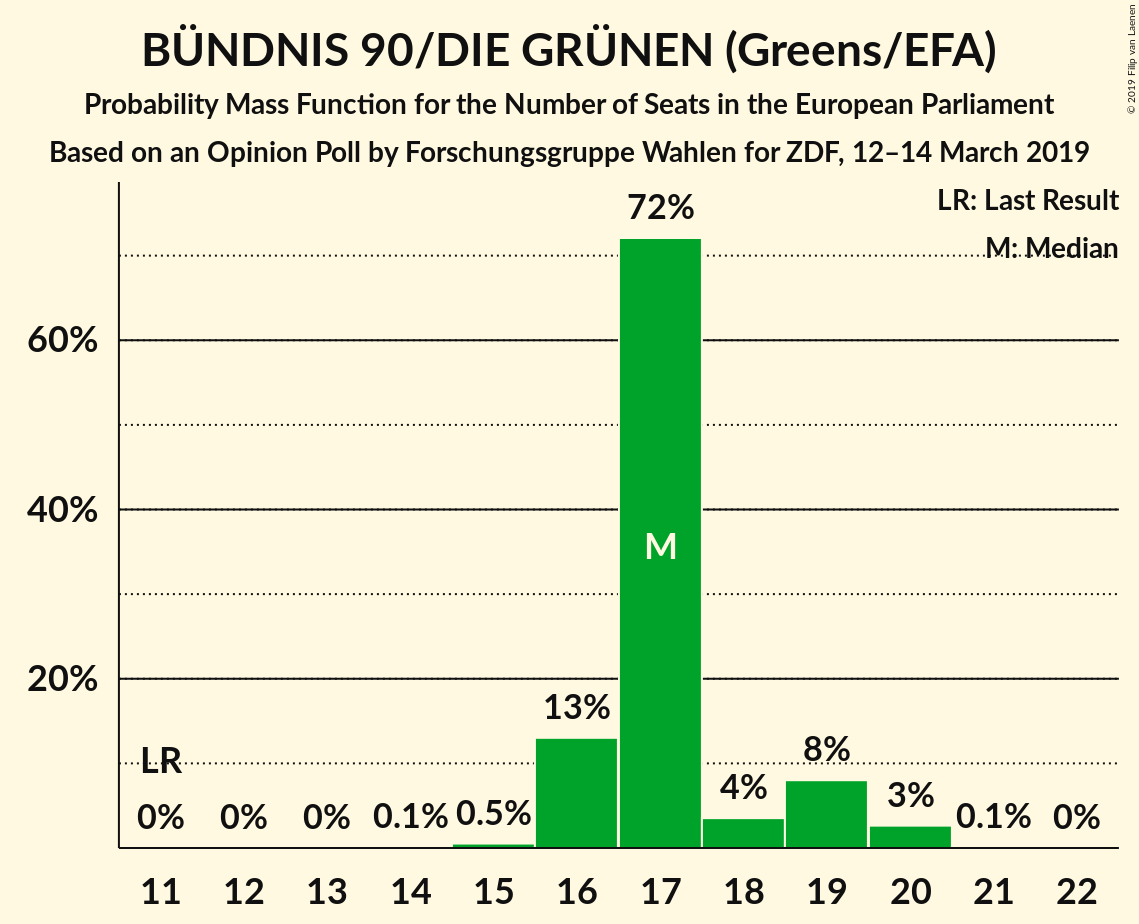 BÜNDNIS 90/DIE GRÜNEN (Greens/EFA)
Probability Mass Function for the Number of Seats in the European Parliament
Based on an Opinion Poll by Forschungsgruppe Wahlen for ZDF, 12–14 March 2019
© 2019 Filip van Laenen
LR: Last Result
M: Median
72%
60%
40%
M
20%
13%
LR
8%
4%
3%
0% 0% 0% 0.1% 0.5% 0.1% 0%
11 12 13 14 15 16 17 18 19 20 21 22